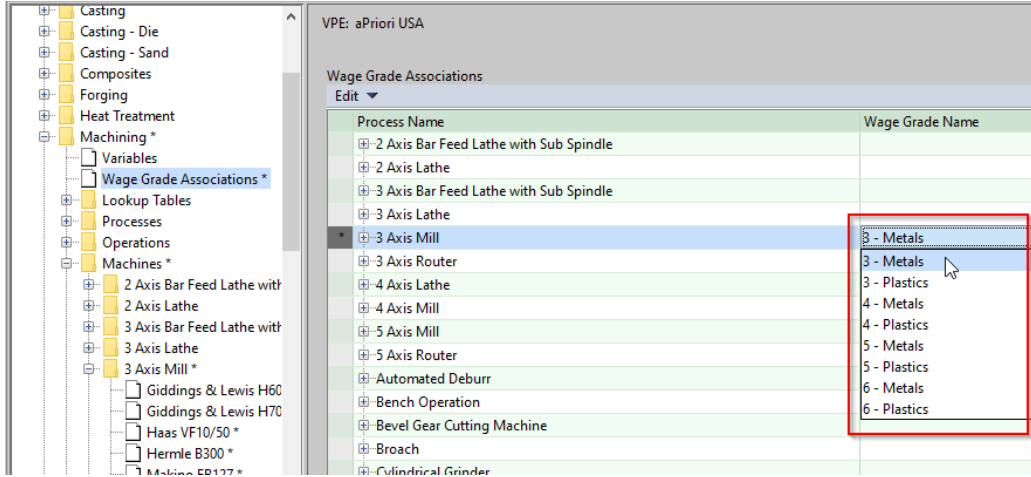 Casting
Casting - Die
Casting - Sand
Composites
Forging
Heat Treatment
Machining *
Variables
Wage Grade Associations *
Lookup Tables
Processes
Operations
Machines *
2 Axis Bar Feed Lathe with
2 Axis Lathe
3 Axis Bar Feed Lathe with
3 Axis Lathe
3 Axis Mill *
Giddings & Lewis H60
Giddings & Lewis H70
Haas VF10/50 *
Hermle B300 *
Makino FB127 *
VPE: aPriori USA
Wage Grade Associations
Edit
Process Name Wage Grade Name
2 Axis Bar Feed Lathe with Sub Spindle
2 Axis Lathe
3 Axis Bar Feed Lathe with Sub Spindle
3 Axis Lathe
* 3 Axis Mill 3 - Metals
3 Axis Router 3 - Metals
4 Axis Lathe 3 - Plastics
4 Axis Mill 4 - Metals
5 Axis Mill 4 - Plastics
5 Axis Router 5 - Metals
Automated Deburr 5 - Plastics
Bench Operation 6 - Metals
Bevel Gear Cutting Machine 6 - Plastics
Broach
Cylindrical Grinder